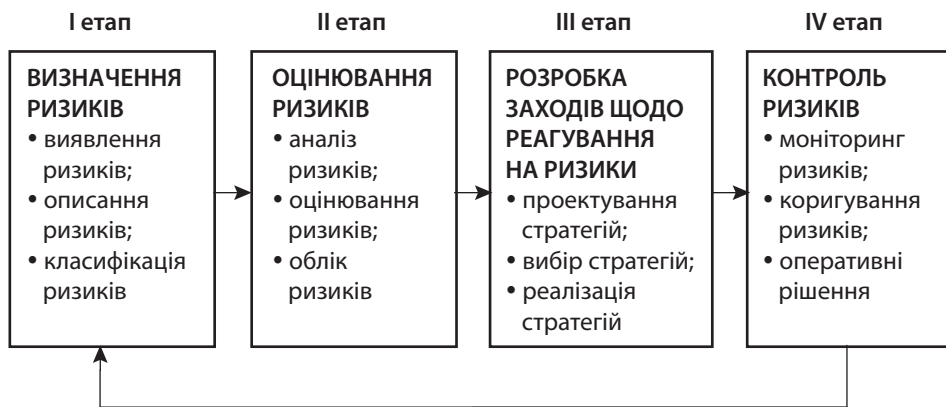 І етап
ВИЗНАЧЕННЯ
РИЗИКІВ
• виявлення
ризиків;
• описання
ризиків;
• класифікація
ризиків
ІІ етап
ОЦІНЮВАННЯ
РИЗИКІВ
• аналіз
ризиків;
• оцінювання
ризиків;
• облік
ризиків
ІІІ етап
РОЗРОБКА
ЗАХОДІВ ЩОДО
РЕАГУВАННЯ
НА РИЗИКИ
• проектування
стратегій;
• вибір стратегій;
• реалізація
стратегій
IV етап
КОНТРОЛЬ
РИЗИКІВ
• моніторинг
ризиків;
• коригування
ризиків;
• оперативні
рішення